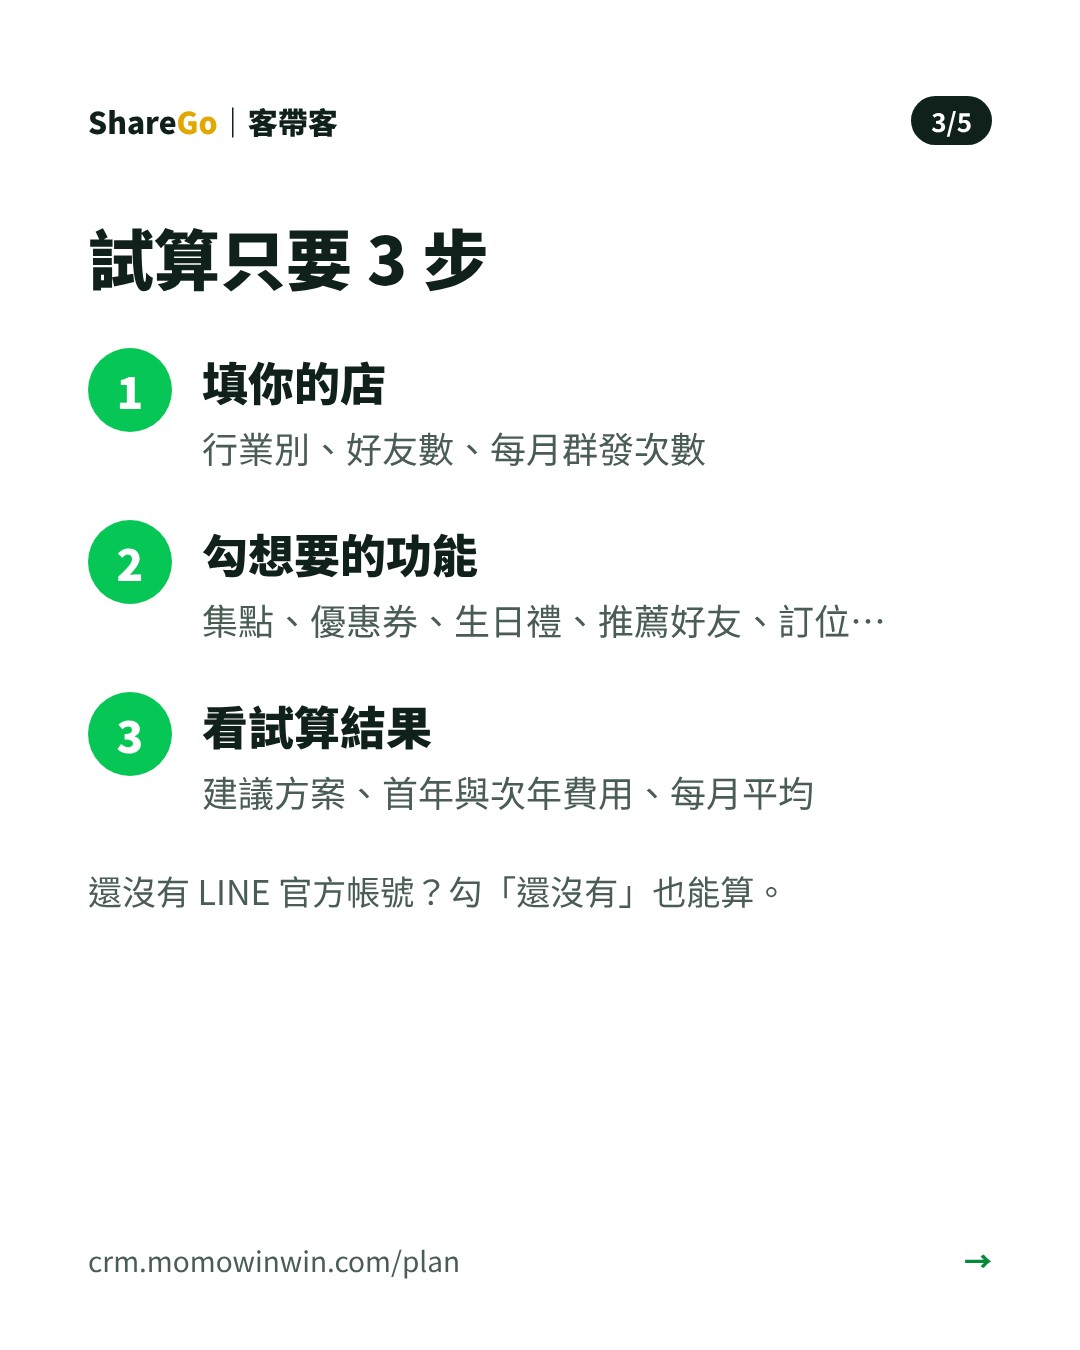 ShareGo｜客帶客
3/5
試算只要 3 步
1
填你的店
行業別、好友數、每月群發次數
2
勾想要的功能
集點、優惠券、生日禮、推薦好友、訂位…
3
看試算結果
建議方案、首年與次年費用、每月平均
還沒有 LINE 官方帳號？勾「還沒有」也能算。
crm.momowinwin.com/plan
→